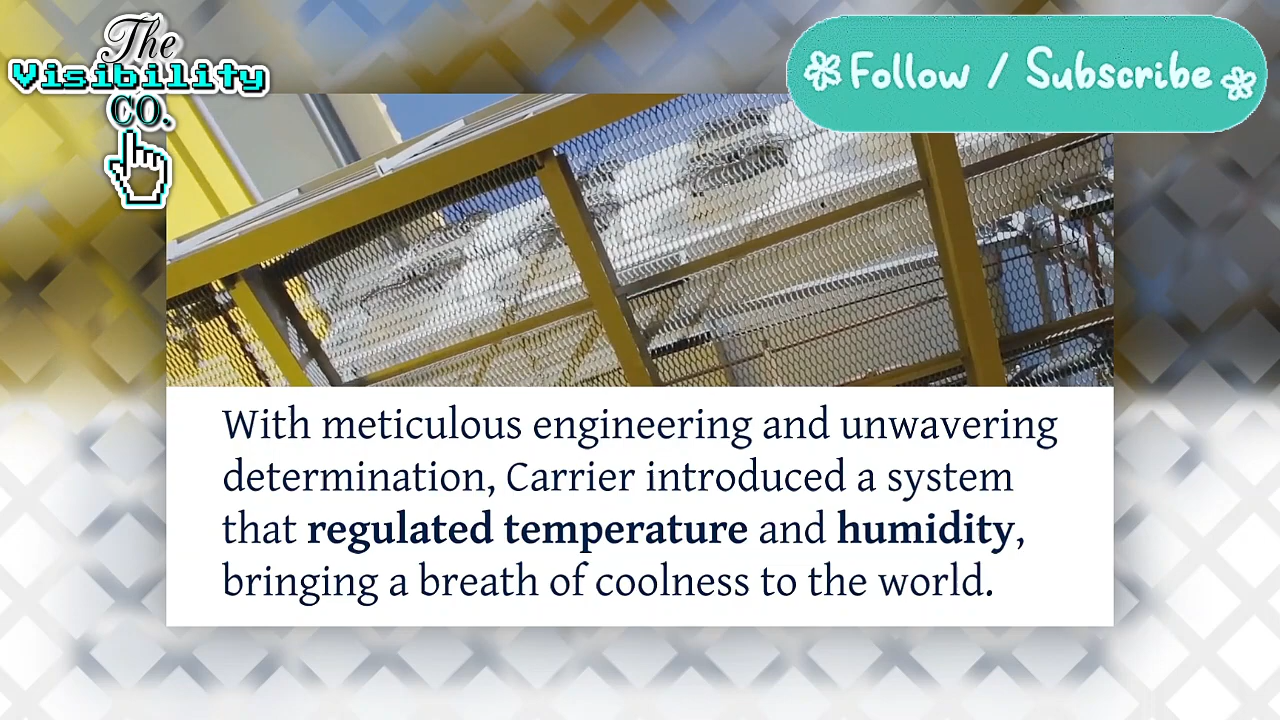 The
Visibility
CO.
Follow / Subscribe
With meticulous engineering and unwavering
determination, Carrier introduced a system
that regulated temperature and humidity,
bringing a breath of coolness to the world.